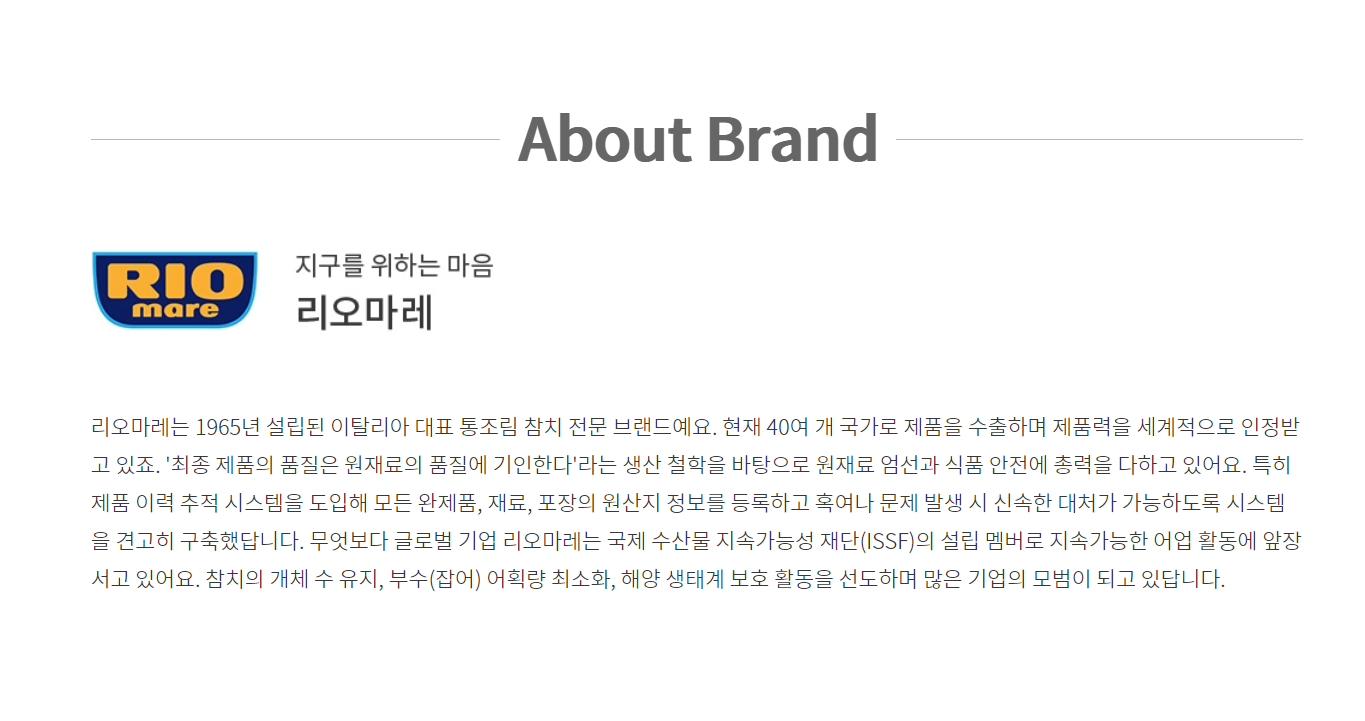 About Brand
RIO
mare
지구를 위하는 마음
리오마레
리오마레는 1965년 설립된 이탈리아 대표 통조림 참치 전문 브랜드예요. 현재 40여 개 국가로 제품을 수출하며 제품력을 세계적으로 인정받
고 있죠. '최종 제품의 품질은 원재료의 품질에 기인한다'라는 생산 철학을 바탕으로 원재료 엄선과 식품 안전에 총력을 다하고 있어요. 특히
제품 이력 추적 시스템을 도입해 모든 완제품, 재료, 포장의 원산지 정보를 등록하고 혹여나 문제 발생 시 신속한 대처가 가능하도록 시스템
을 견고히 구축했답니다. 무엇보다 글로벌 기업 리오마레는 국제 수산물 지속가능성 재단(ISSF)의 설립 멤버로 지속가능한 어업 활동에 앞장
서고 있어요. 참치의 개체 수 유지, 부수(잡어) 어획량 최소화, 해양 생태계 보호 활동을 선도하며 많은 기업의 모범이 되고 있답니다.